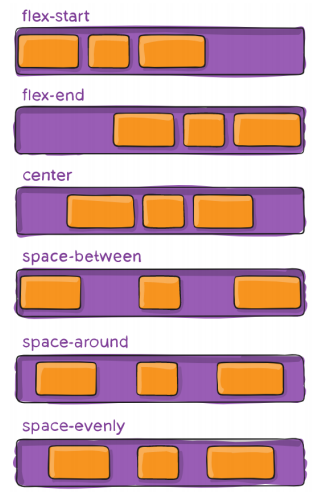 flex-start
flex-end
center
space-between
space-around
space-evenly